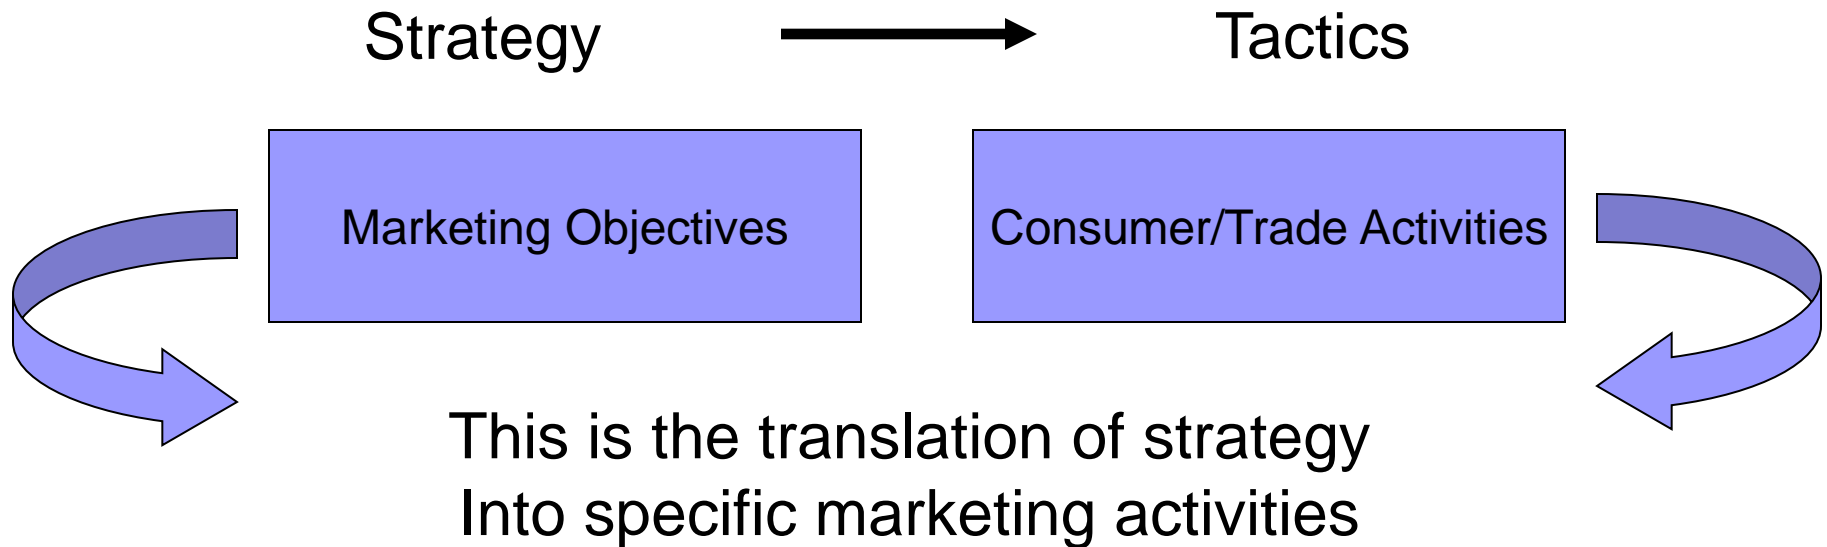 Strategy
Tactics
Marketing Objectives
Consumer/Trade Activities
This is the translation of strategy
Into specific marketing activities